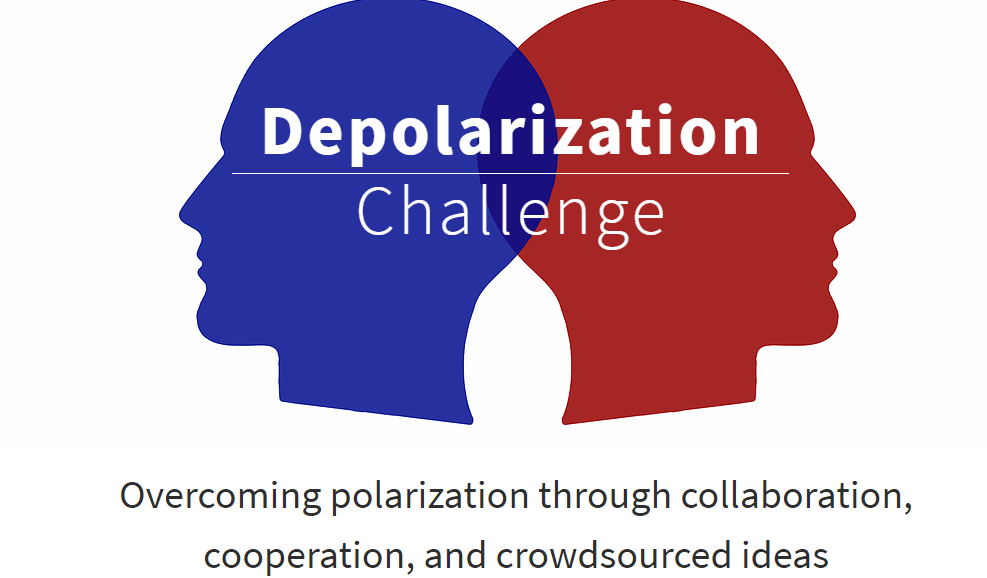 Depolarization
Challenge
Overcoming polarization through collaboration,
cooperation, and crowdsourced ideas